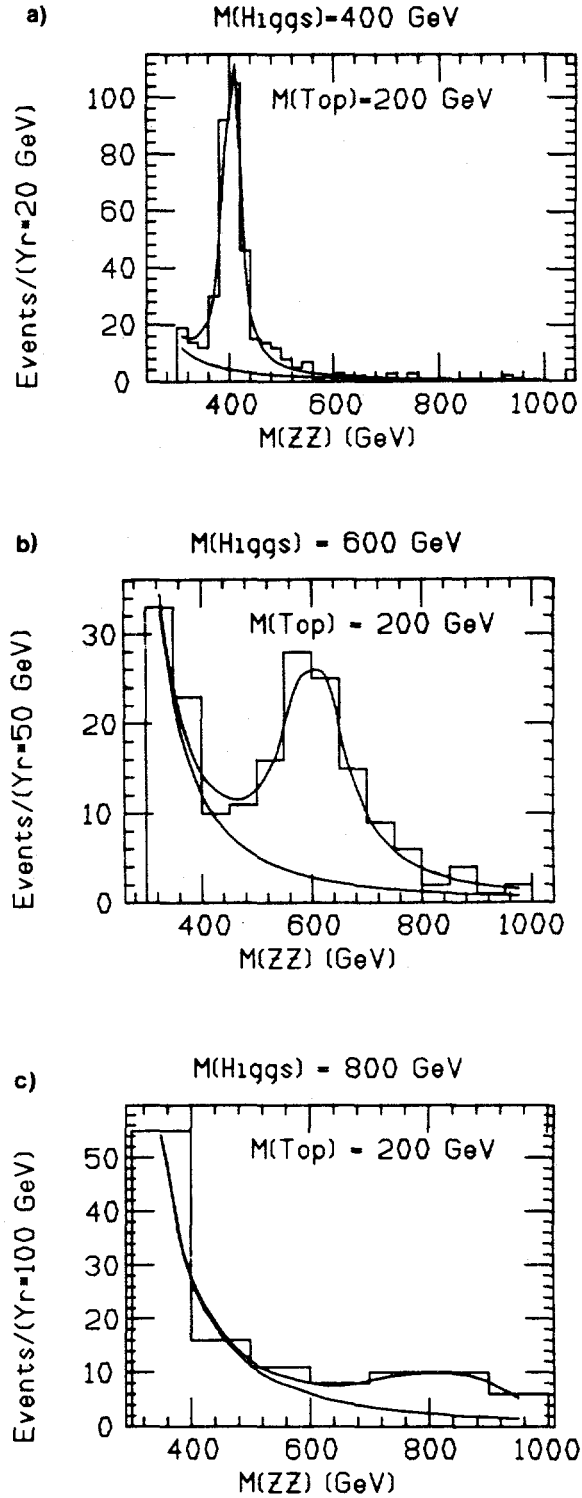 a)
M(Higgs)=400 GeV
M(Top)=200 GeV
Events/(Yr*20 GeV)
100
80
60
40
20
0
400
600
800
1000
M(ZZ) (GeV)
b)
M(Higgs) = 600 GeV
M(Top) = 200 GeV
Events/(Yr*50 GeV)
30
20
10
0
400
600
800
1000
M(ZZ) (GeV)
c)
M(Higgs) = 800 GeV
M(Top) = 200 GeV
Events/(Yr*100 GeV)
50
40
30
20
10
0
400
600
800
1000
M(ZZ) (GeV)